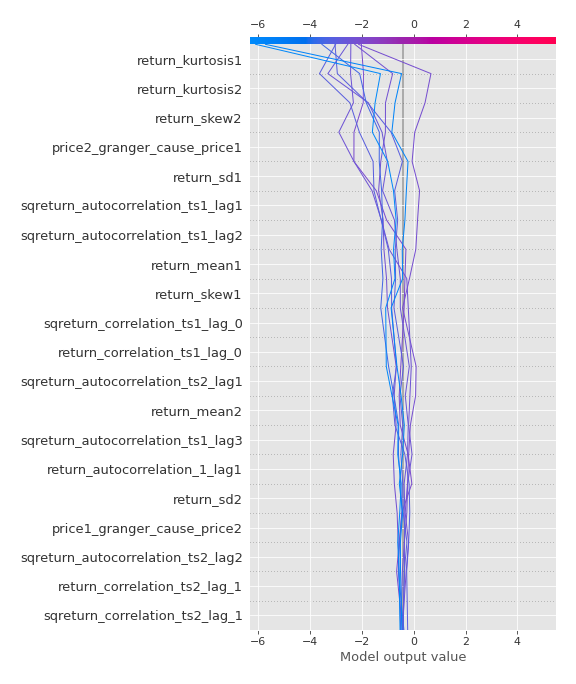 −6 −4 −2 0 2 4
return_kurtosis1
return_kurtosis2
return_skew2
price2_granger_cause_price1
return_sd1
sqreturn_autocorrelation_ts1_lag1
sqreturn_autocorrelation_ts1_lag2
return_mean1
return_skew1
sqreturn_correlation_ts1_lag_0
return_correlation_ts1_lag_0
sqreturn_autocorrelation_ts2_lag1
return_mean2
sqreturn_autocorrelation_ts1_lag3
return_autocorrelation_1_lag1
return_sd2
price1_granger_cause_price2
sqreturn_autocorrelation_ts2_lag2
return_correlation_ts2_lag_1
sqreturn_correlation_ts2_lag_1
−6 −4 −2 0 2 4
Model output value